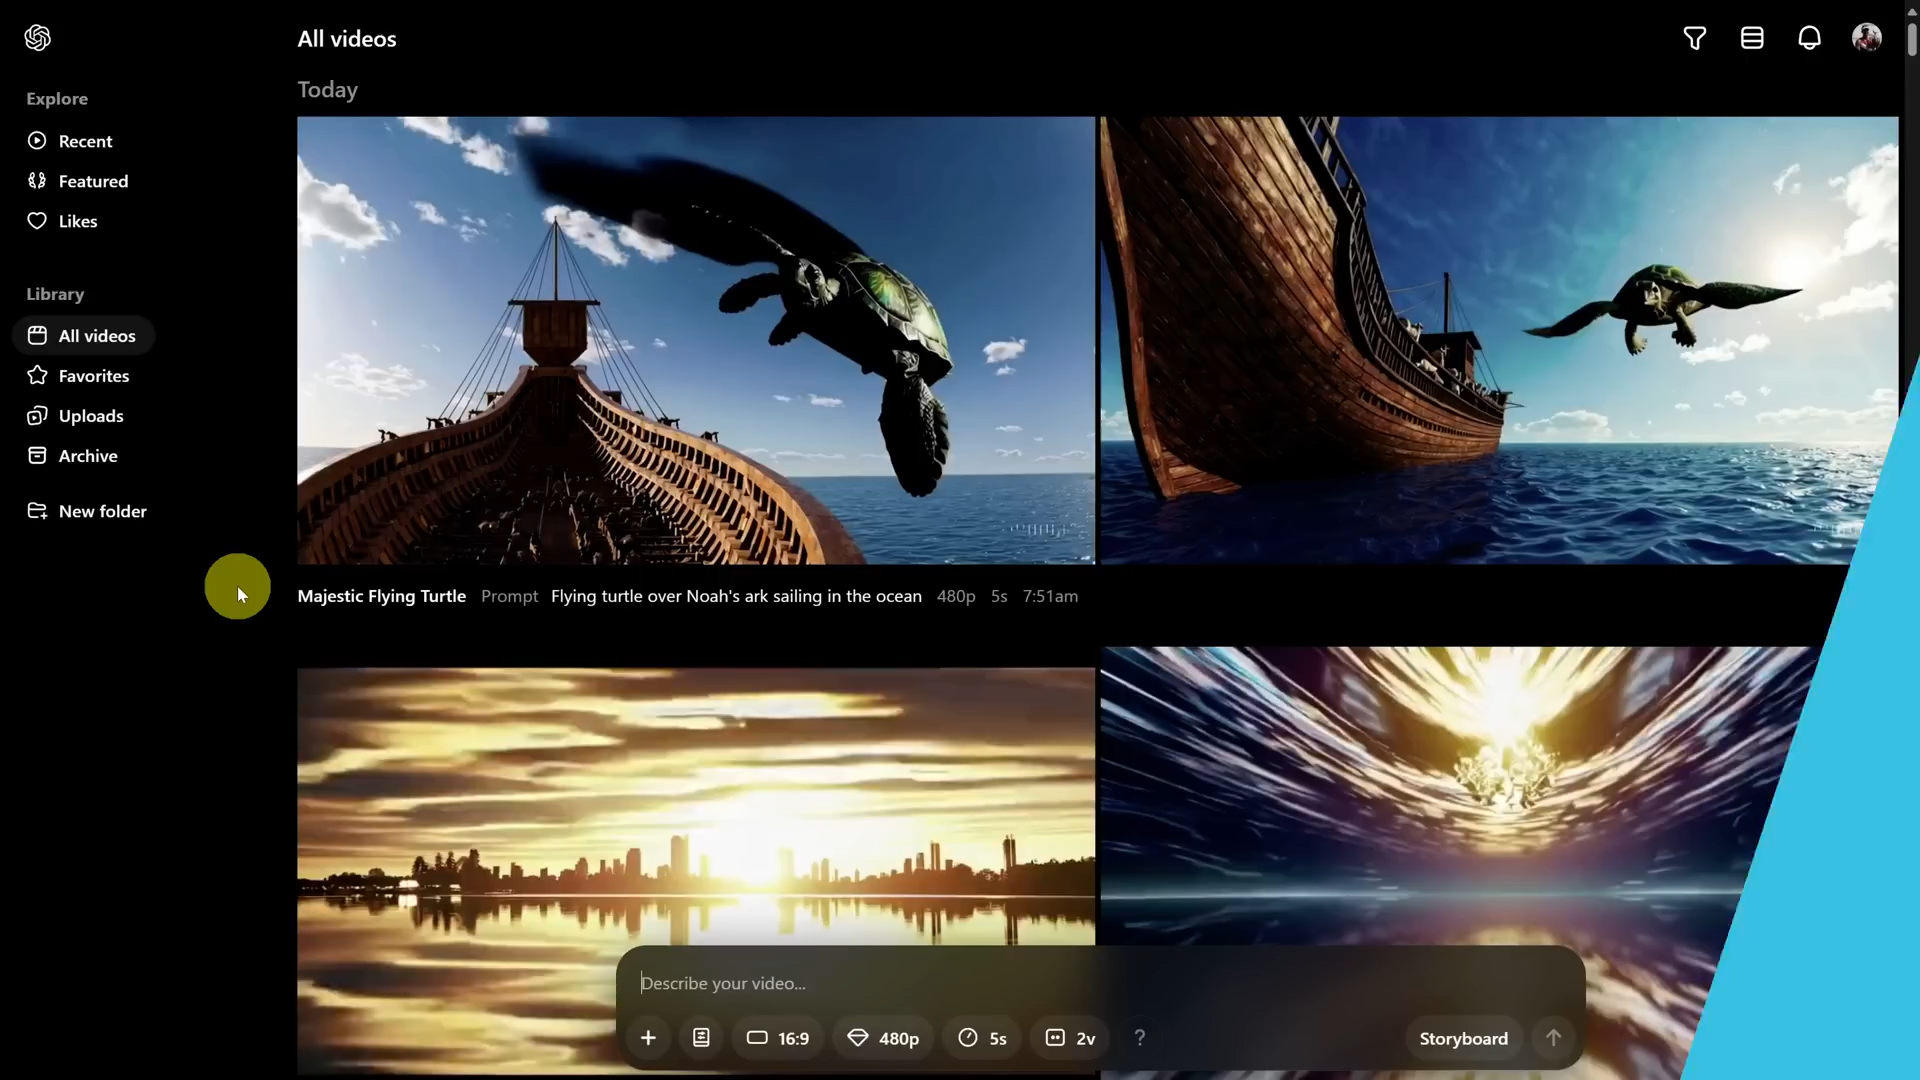 All videos
Explore
Today
Recent
Featured
Likes
Library
All videos
Favorites
Uploads
Archive
New folder
Majestic Flying Turtle Prompt Flying turtle over Noah's ark sailing in the ocean 480p 5s 7:51am
Describe your video...
16:9 480p 5s 2v ? Storyboard